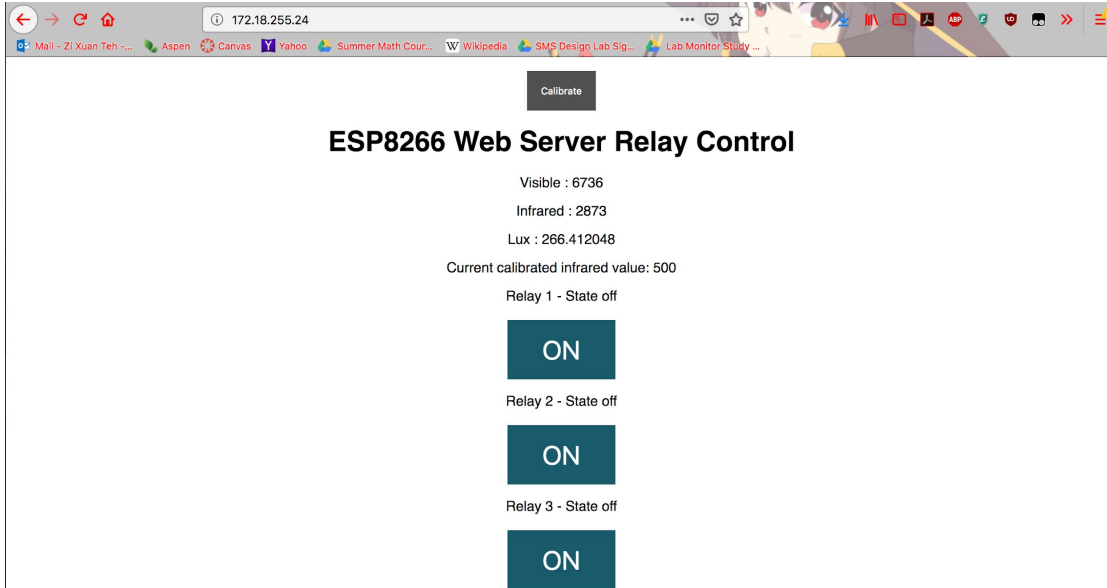 172.18.255.24
Mail - Zi Xuan Teh -... Aspen Canvas Yahoo Summer Math Cour... Wikipedia SMS Design Lab Sig... Lab Monitor Study ...
Calibrate
ESP8266 Web Server Relay Control
Visible : 6736
Infrared : 2873
Lux : 266.412048
Current calibrated infrared value: 500
Relay 1 - State off
ON
Relay 2 - State off
ON
Relay 3 - State off
ON